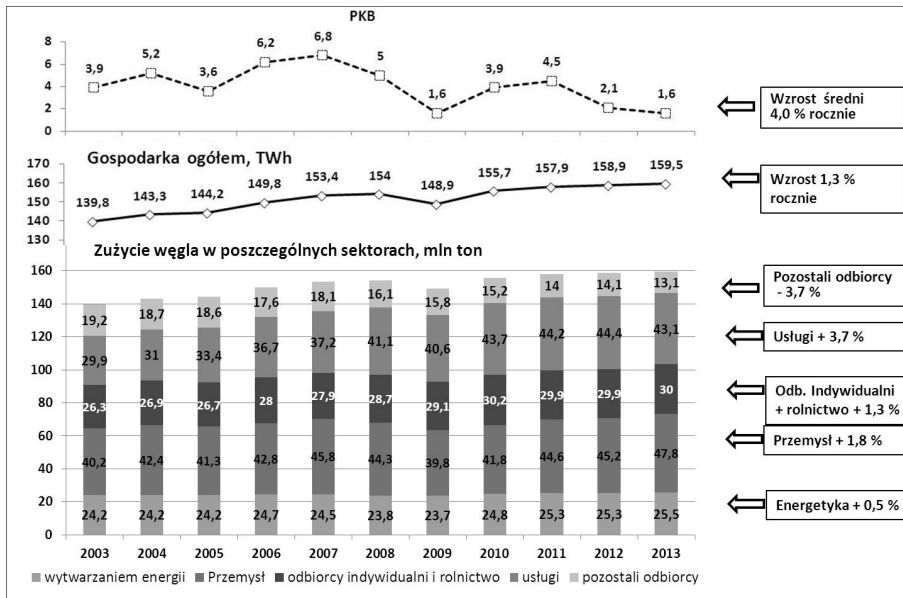 PKB
8
6
4
2
0
3,9 5,2 3,6 6,2 6,8 5 1,6 3,9 4,5 2,1 1,6
Wzrost średni
4,0 % rocznie
Gospodarka ogółem, TWh
170
160
150
140
130
139,8 143,3 144,2 149,8 153,4 154 148,9 155,7 157,9 158,9 159,5
Wzrost 1,3 %
rocznie
Zużycie węgla w poszczególnych sektorach, mln ton
160
140
120
100
80
60
40
20
0
19,2 18,7 18,6 17,6 18,1 16,1 15,8 15,2 14 14,1 13,1
29,9 31 33,4 36,7 37,2 41,1 40,6 43,7 44,2 44,4 43,1
26,3 26,9 26,7 28 27,9 28,7 29,1 30,2 29,9 29,9 30
40,2 42,4 41,3 42,8 45,8 44,3 39,8 41,8 44,6 45,2 47,8
24,2 24,2 24,2 24,7 24,5 23,8 23,7 24,8 25,3 25,3 25,5
2003 2004 2005 2006 2007 2008 2009 2010 2011 2012 2013
Pozostali odbiorcy
- 3,7 %
Usługi + 3,7 %
Odb. Indywidualni
+ rolnictwo + 1,3 %
Przemysł + 1,8 %
Energetyka + 0,5 %
wytwarzaniem energii Przemysł odbiorcy indywidualni i rolnictwo usługi pozostali odbiorcy